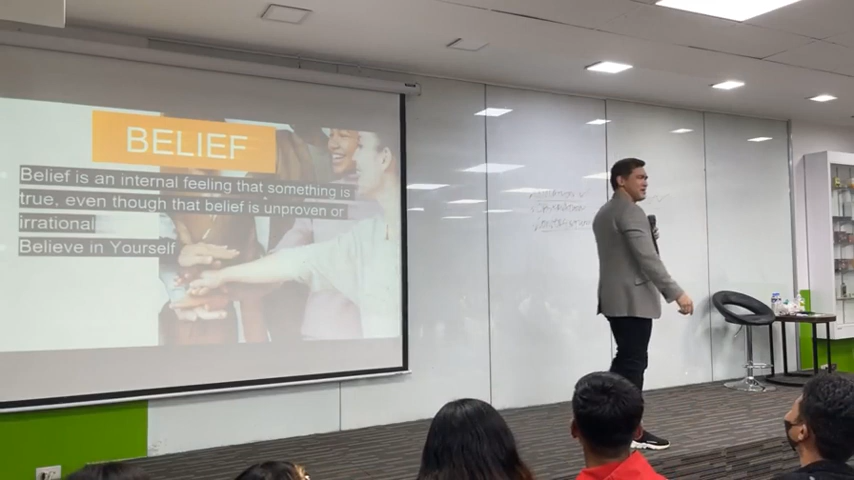 BELIEF
Belief is an internal feeling that something is
true, even though that belief is unproven or
irrational
Believe in Yourself